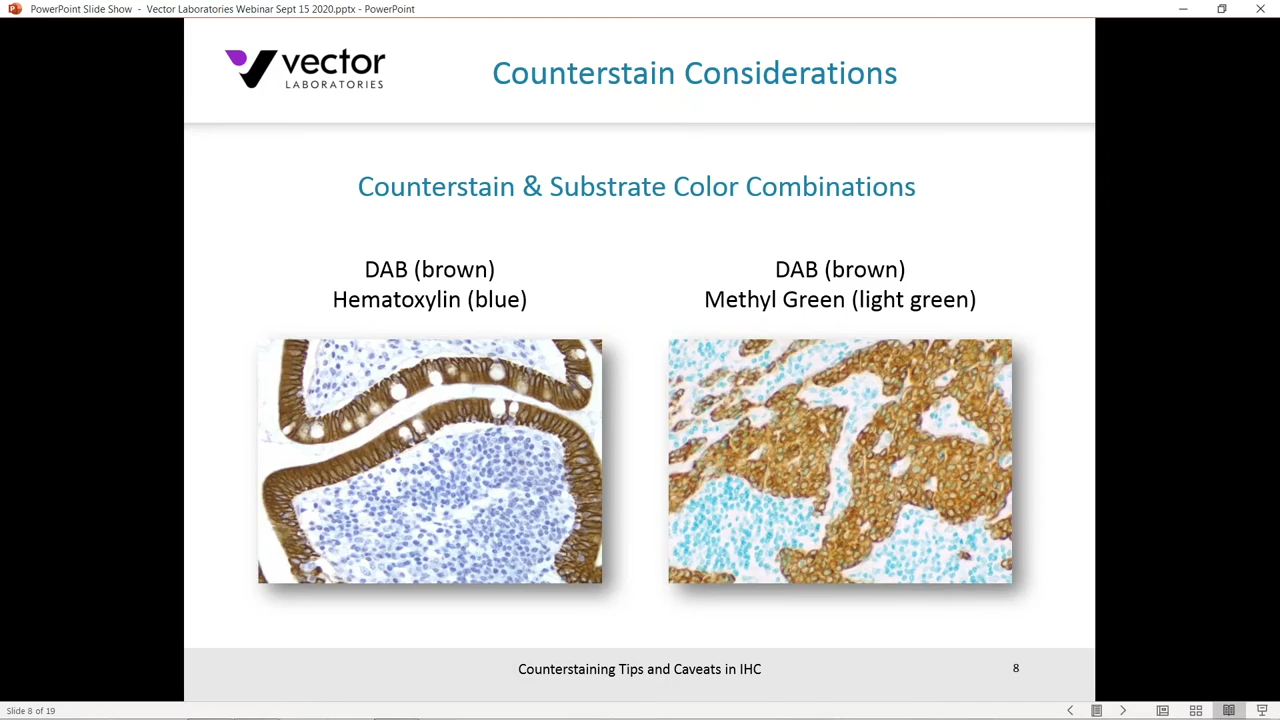 PowerPoint Slide Show - Vector Laboratories Webinar Sept 15 2020.pptx - PowerPoint
vector
LABORATORIES
Counterstain Considerations
Counterstain & Substrate Color Combinations
DAB (brown)
Hematoxylin (blue)
DAB (brown)
Methyl Green (light green)
Counterstaining Tips and Caveats in IHC
8
Slide 8 of 19